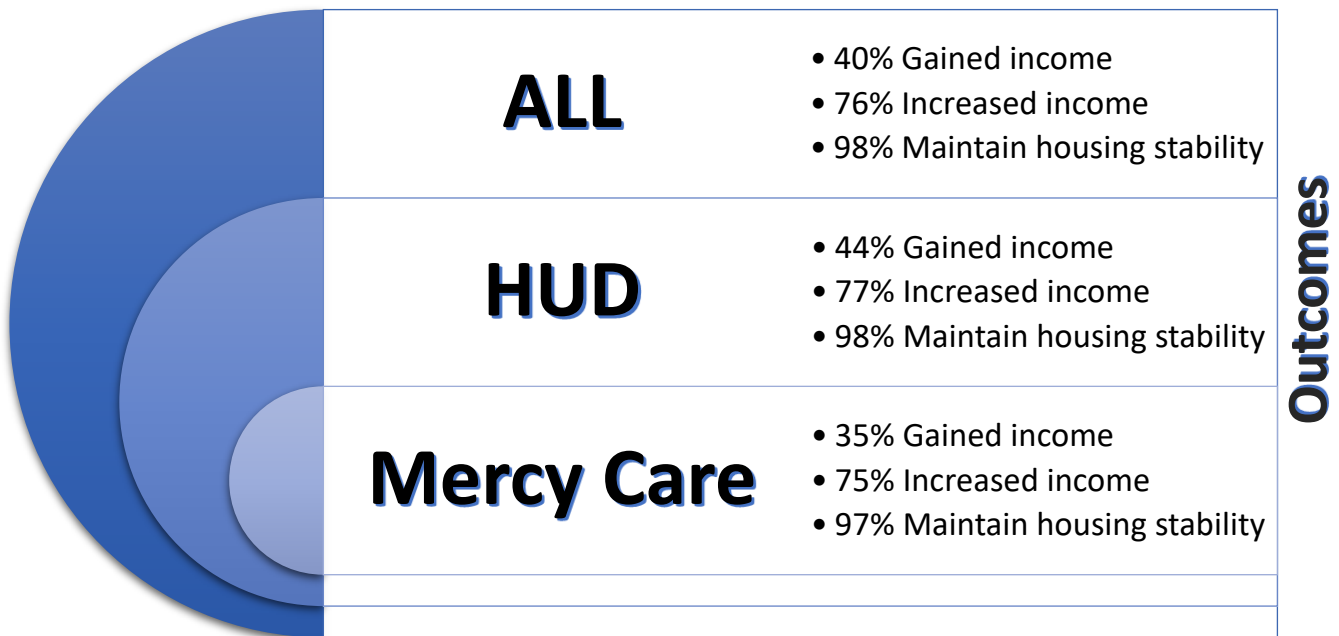 ALL
• 40% Gained income
• 76% Increased income
• 98% Maintain housing stability
HUD
• 44% Gained income
• 77% Increased income
• 98% Maintain housing stability
Mercy Care
• 35% Gained income
• 75% Increased income
• 97% Maintain housing stability
Outcomes